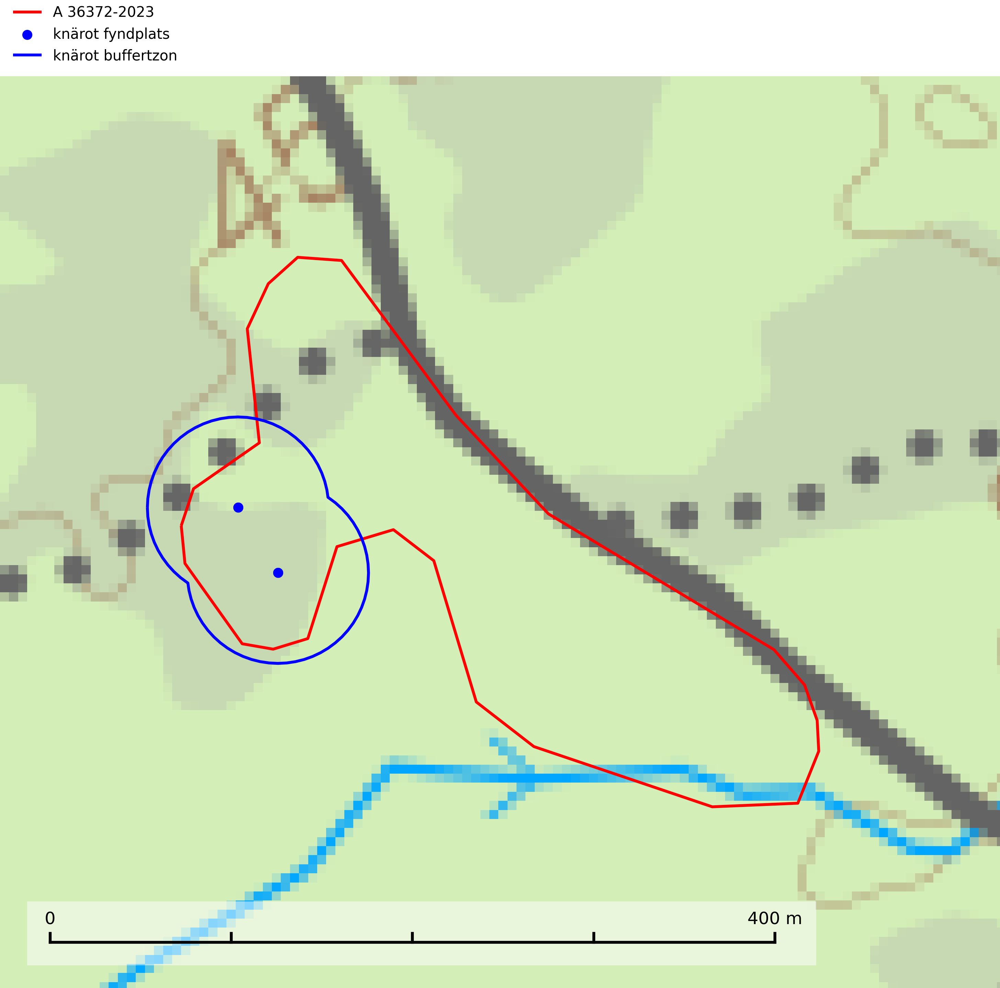 A 36372-2023
knärot fyndplats
knärot buffertzon
0
400 m